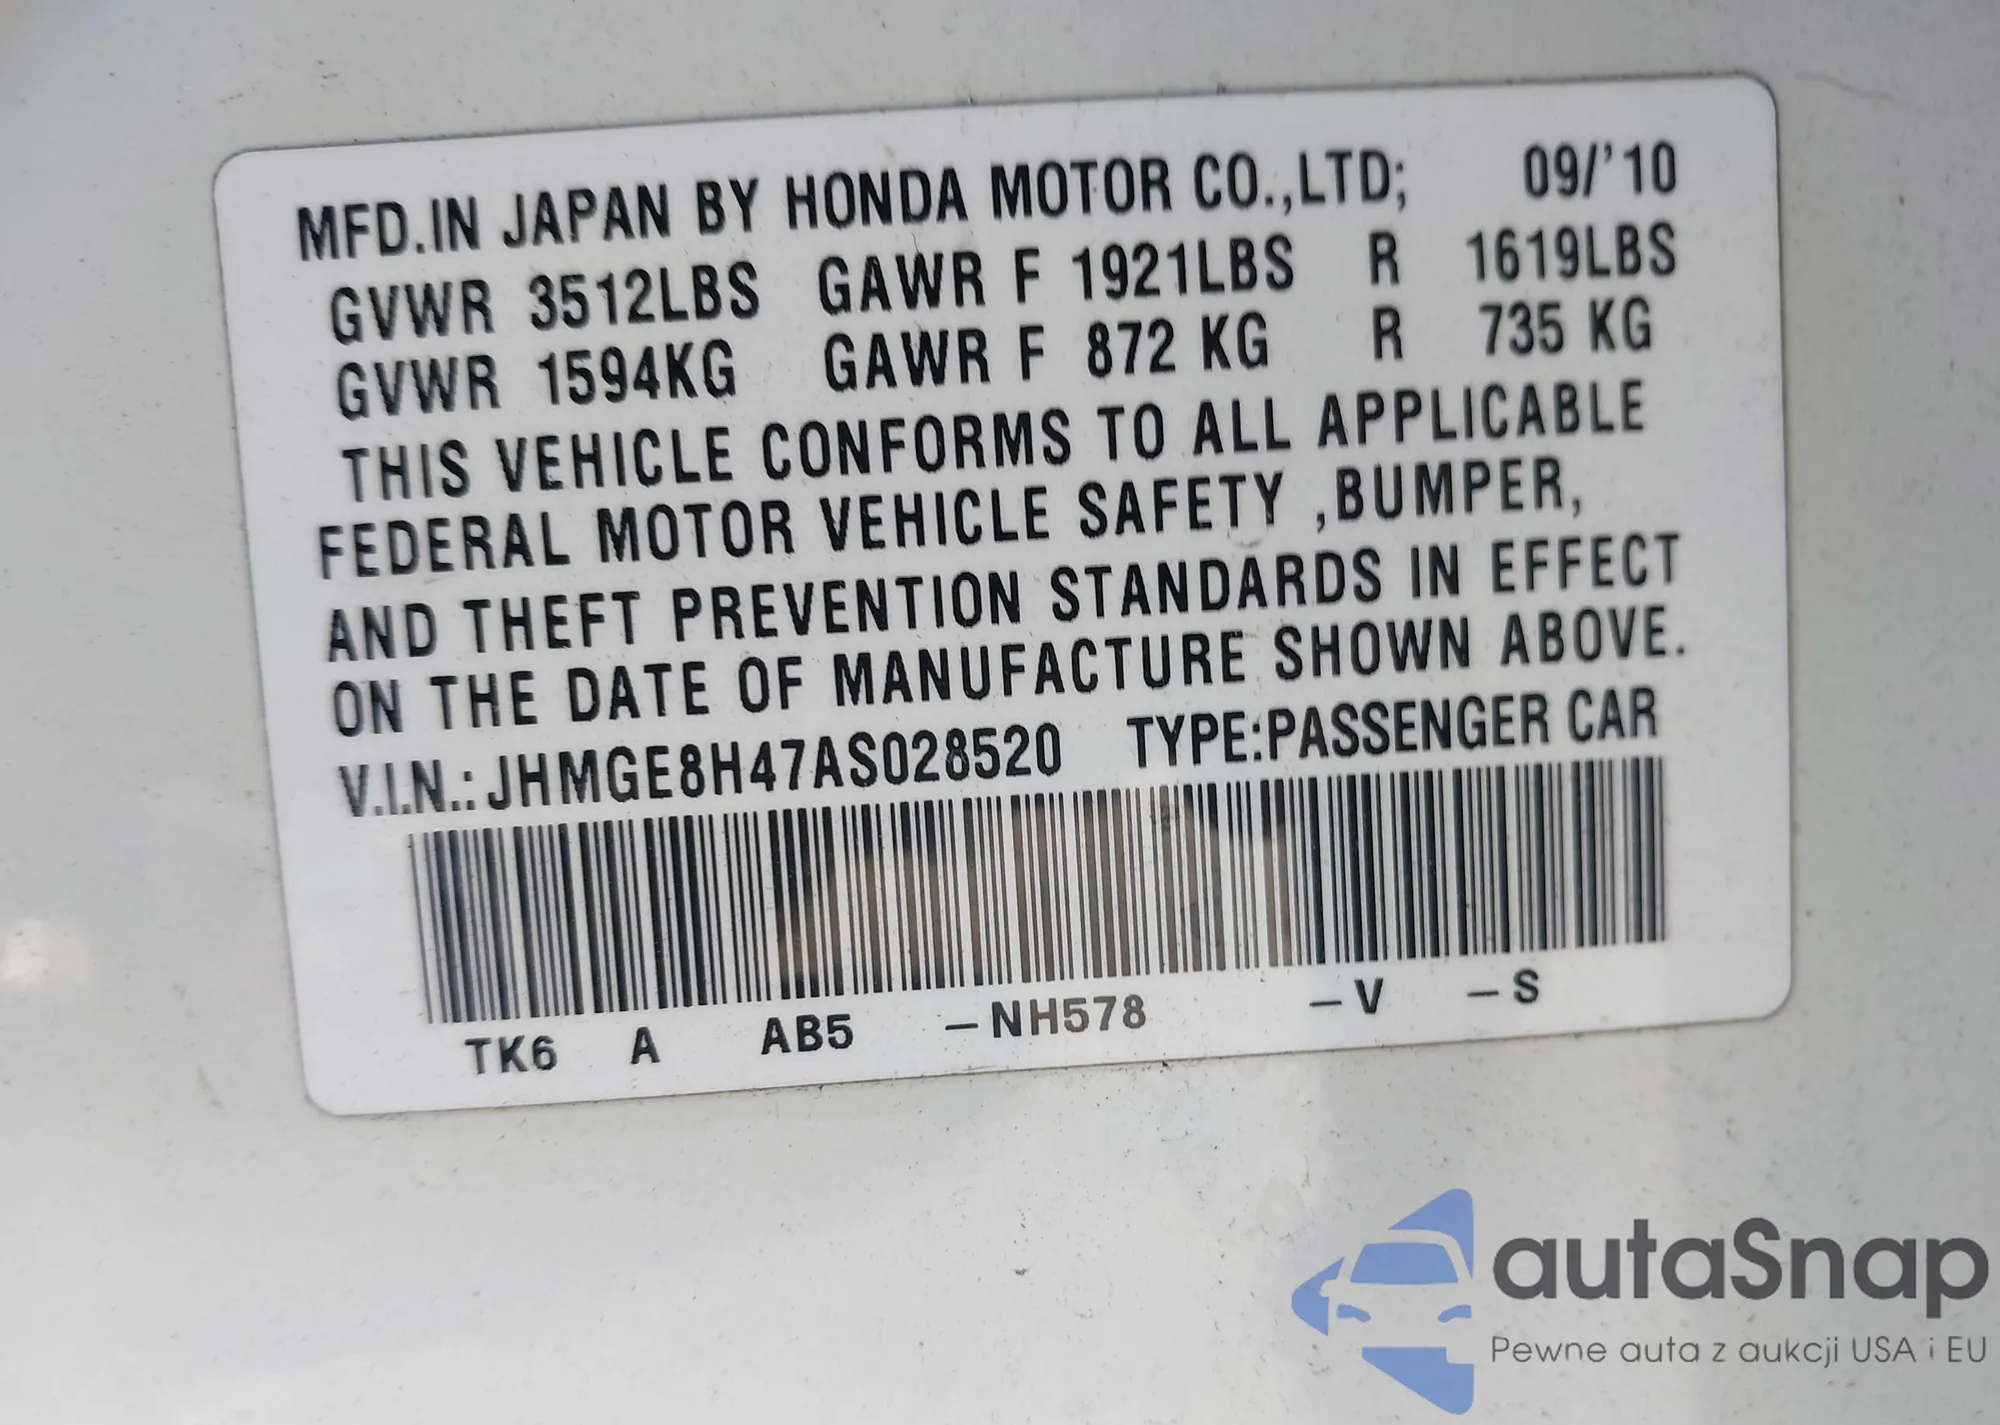 MFD.IN JAPAN BY HONDA MOTOR CO.,LTD; 09/'10
GVWR 3512LBS GAWR F 1921LBS R 1619LBS
GVWR 1594KG GAWR F 872 KG R 735 KG
THIS VEHICLE CONFORMS TO ALL APPLICABLE
FEDERAL MOTOR VEHICLE SAFETY ,BUMPER,
AND THEFT PREVENTION STANDARDS IN EFFECT
ON THE DATE OF MANUFACTURE SHOWN ABOVE.
V.I.N.: JHMGE8H47AS028520 TYPE:PASSENGER CAR
TK6 A AB5 –NH578 –V –S
autaSnap
Pewne auta z aukcji USA i EU